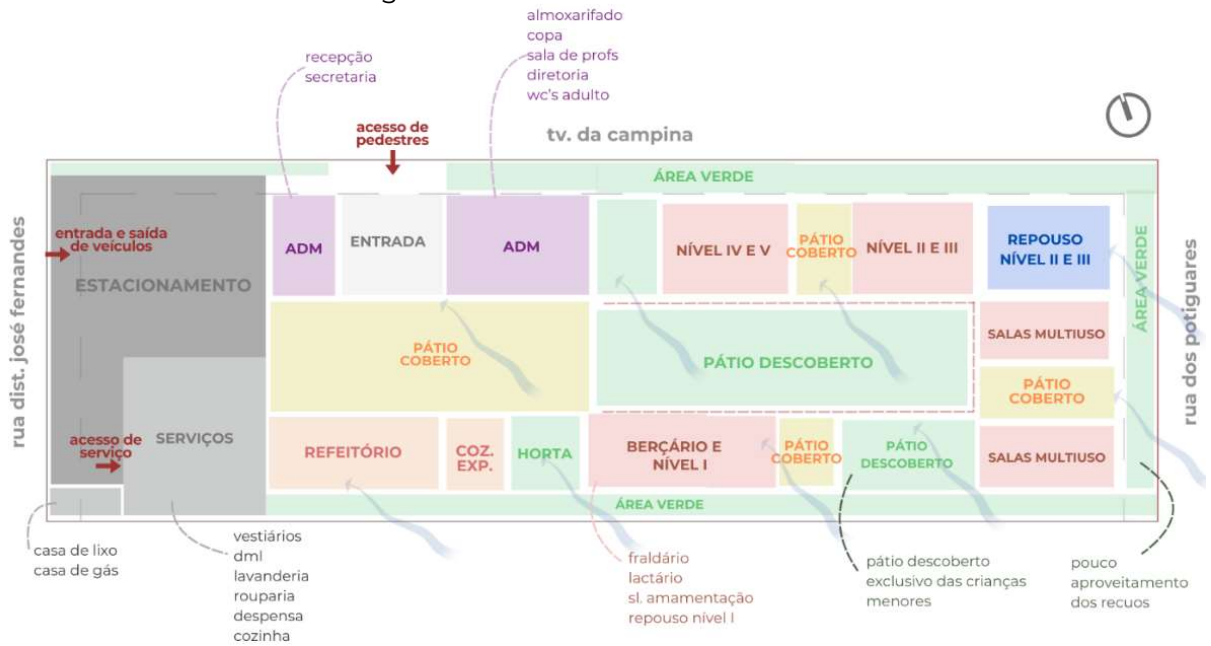 almoxarifado
copa
sala de profs
diretoria
wc's adulto
recepção
secretaria
acesso de
pedestres
tv. da campina
ÁREA VERDE
entrada e saída
de veículos
ESTACIONAMENTO
ADM
ENTRADA
ADM
NÍVEL IV E V
PÁTIO
COBERTO
NÍVEL II E III
REPOUSO
NÍVEL II E III
ÁREA VERDE
rua dist. josé fernandes
rua dos potiguares
PÁTIO
COBERTO
PÁTIO DESCOBERTO
SALAS MULTIUSO
PÁTIO
COBERTO
acesso de
serviço
SERVIÇOS
REFEITÓRIO
COZ.
EXP.
HORTA
BERÇÁRIO E
NÍVEL I
PÁTIO
COBERTO
PÁTIO
DESCOBERTO
SALAS MULTIUSO
ÁREA VERDE
casa de lixo
casa de gás
vestiários
dml
lavanderia
rouparia
despensa
cozinha
fraldário
lactário
sl. amamentação
repouso nível I
pátio descoberto
exclusivo das crianças
menores
pouco
aproveitamento
dos recuos